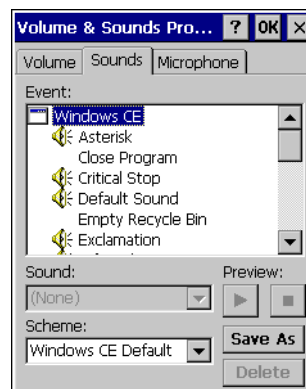 Volume & Sounds Pro... ? OK ×
Volume Sounds Microphone
Event:
Windows CE
Asterisk
Close Program
Critical Stop
Default Sound
Empty Recycle Bin
Exclamation
Sound: Preview:
(None)
Scheme:
Windows CE Default
Save As
Delete